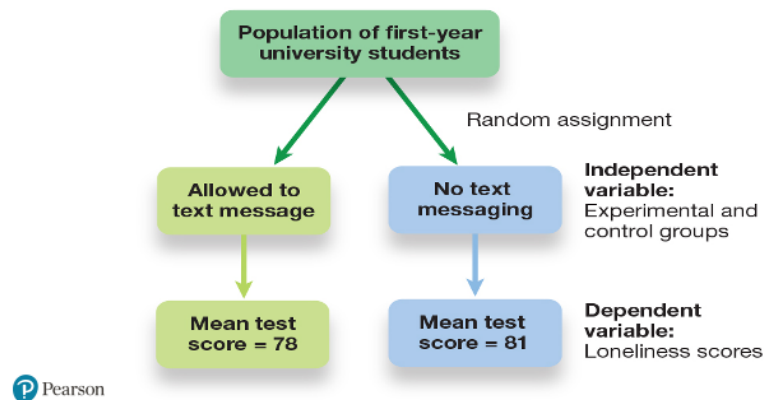 Population of first-year
university students
Random assignment
Allowed to
text message
No text
messaging
Independent
variable:
Experimental and
control groups
Mean test
score = 78
Mean test
score = 81
Dependent
variable:
Loneliness scores
P Pearson